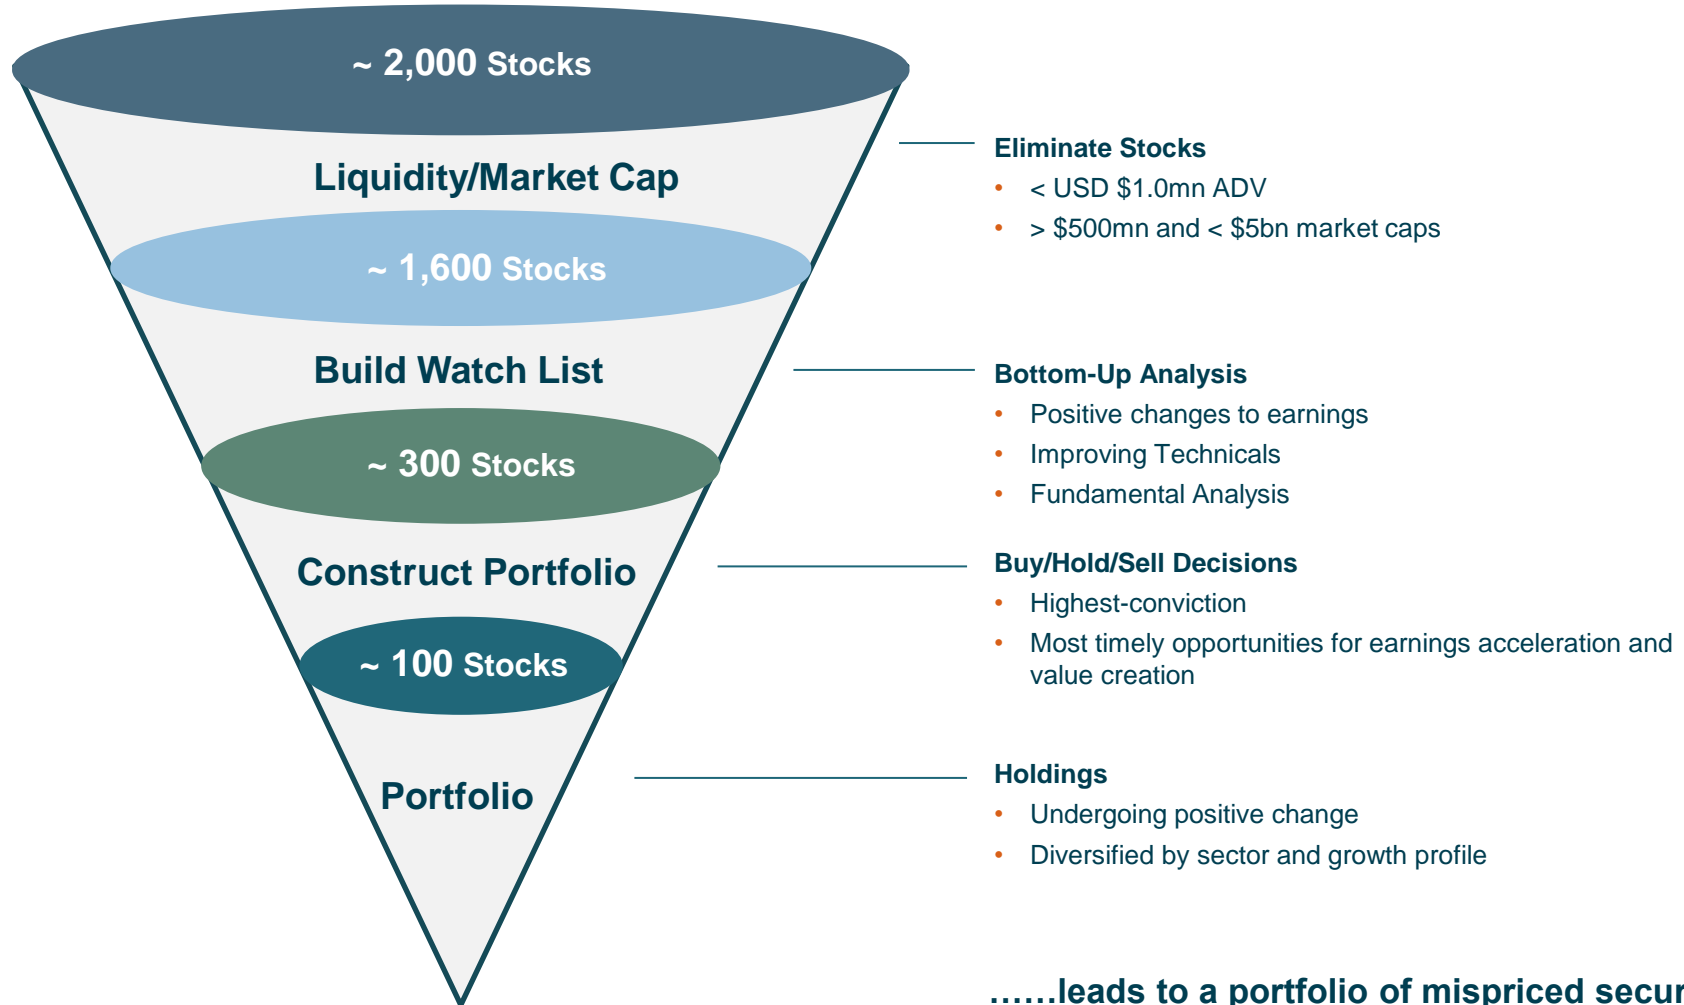 ~ 2,000 Stocks
Liquidity/Market Cap
~ 1,600 Stocks
Build Watch List
~ 300 Stocks
Construct Portfolio
~ 100 Stocks
Portfolio
Eliminate Stocks
• < USD $1.0mn ADV
• > $500mn and < $5bn market caps
Bottom-Up Analysis
• Positive changes to earnings
• Improving Technicals
• Fundamental Analysis
Buy/Hold/Sell Decisions
• Highest-conviction
• Most timely opportunities for earnings acceleration and
value creation
Holdings
• Undergoing positive change
• Diversified by sector and growth profile
……leads to a portfolio of mispriced